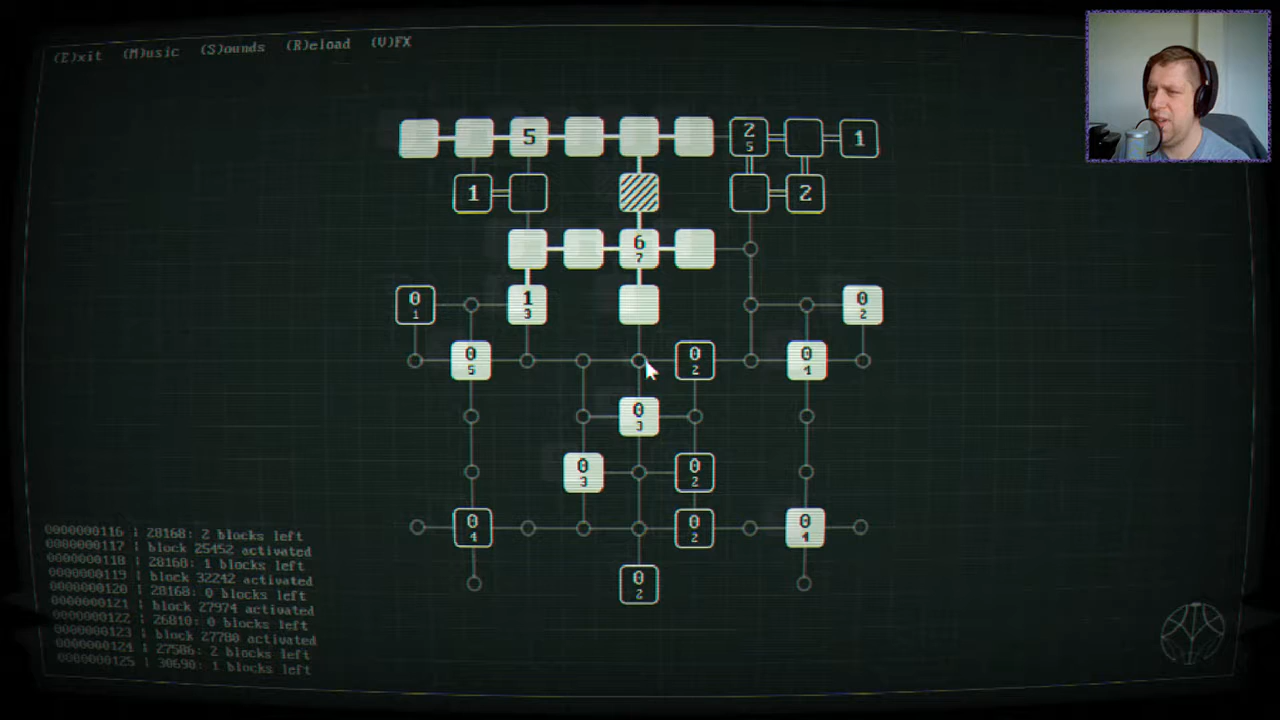 (E)xit (M)usic (S)ounds (R)eload (V)FX
5 2 5 1
1 2
6 7
0 1 1 3 0 2
0 5 0 2 0 4
0 3
0 3 0 2
0 4 0 2 0 4
0 2
0000000116 | 28168: 2 blocks left
0000000117 | block 25452 activated
0000000118 | 28168: 1 blocks left
0000000119 | block 32242 activated
0000000120 | 28168: 0 blocks left
0000000121 | block 27974 activated
0000000122 | 26810: 0 blocks left
0000000123 | block 27780 activated
0000000124 | 27586: 2 blocks left
0000000125 | 30690: 1 blocks left